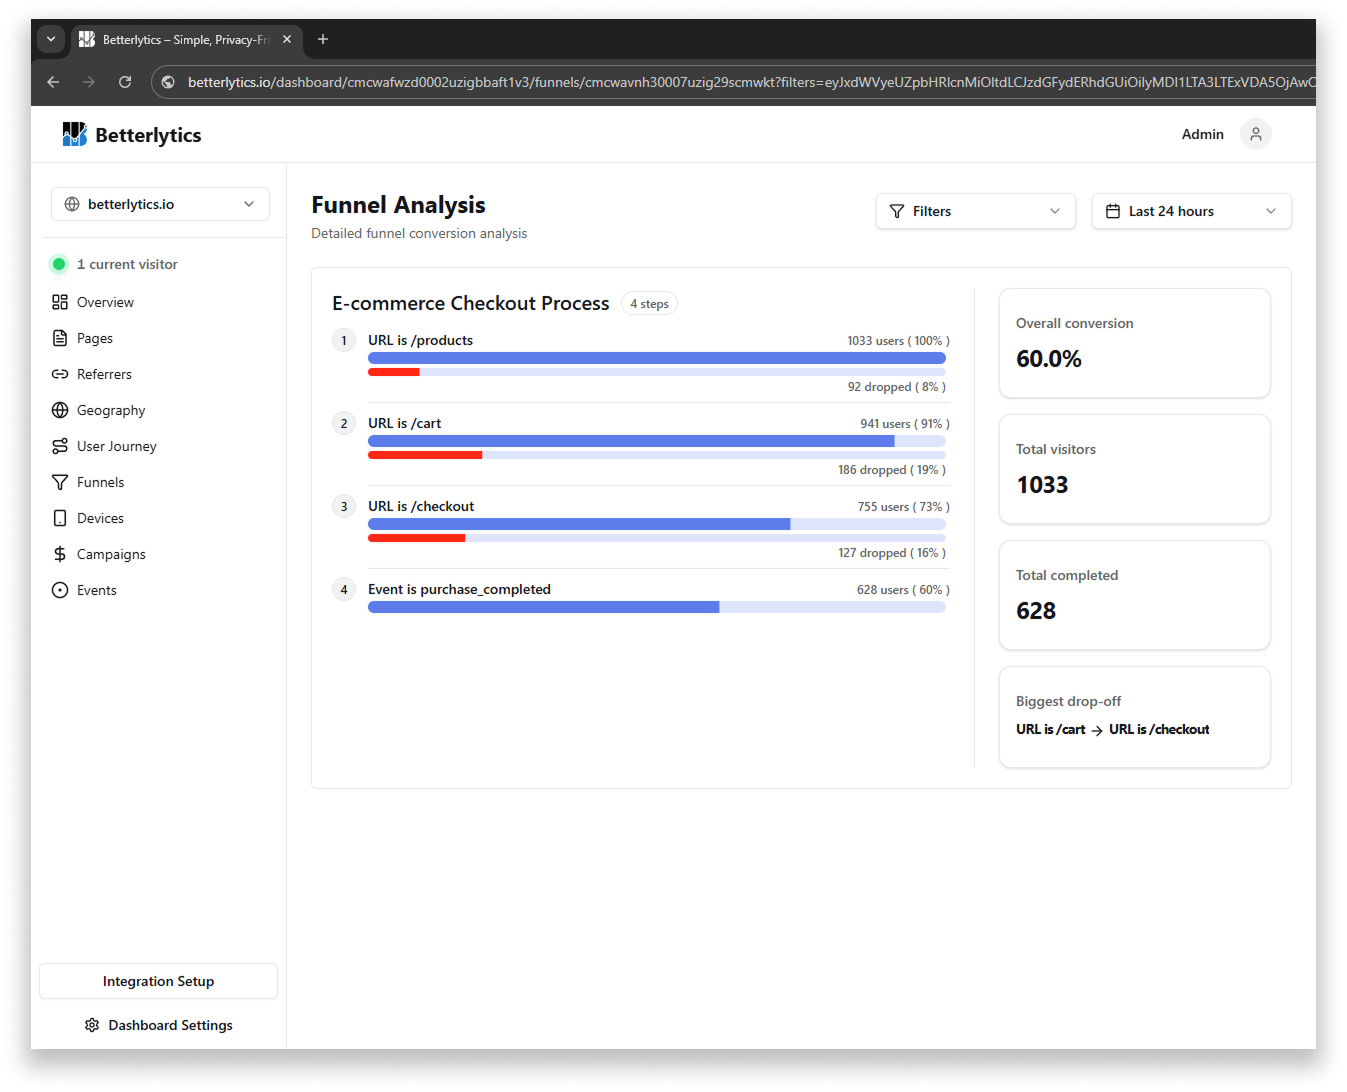 Betterlytics – Simple, Privacy-Fri
betterlytics.io/dashboard/cmcwafwzd0002uzigbbaft1v3/funnels/cmcwavnh30007uzig29scmwkt?filters=eyJxdWVyeUZpbHRlcnMiOltdLCJzdGFydERhdGUiOiIyMDI1LTA3LTExVDA5OjAwO
Betterlytics
Admin
betterlytics.io
1 current visitor
Overview
Pages
Referrers
Geography
User Journey
Funnels
Devices
Campaigns
Events
Integration Setup
Dashboard Settings
Funnel Analysis
Detailed funnel conversion analysis
Filters
Last 24 hours
E-commerce Checkout Process 4 steps
1 URL is /products 1033 users ( 100% )
92 dropped ( 8% )
2 URL is /cart 941 users ( 91% )
186 dropped ( 19% )
3 URL is /checkout 755 users ( 73% )
127 dropped ( 16% )
4 Event is purchase_completed 628 users ( 60% )
Overall conversion
60.0%
Total visitors
1033
Total completed
628
Biggest drop-off
URL is /cart → URL is /checkout